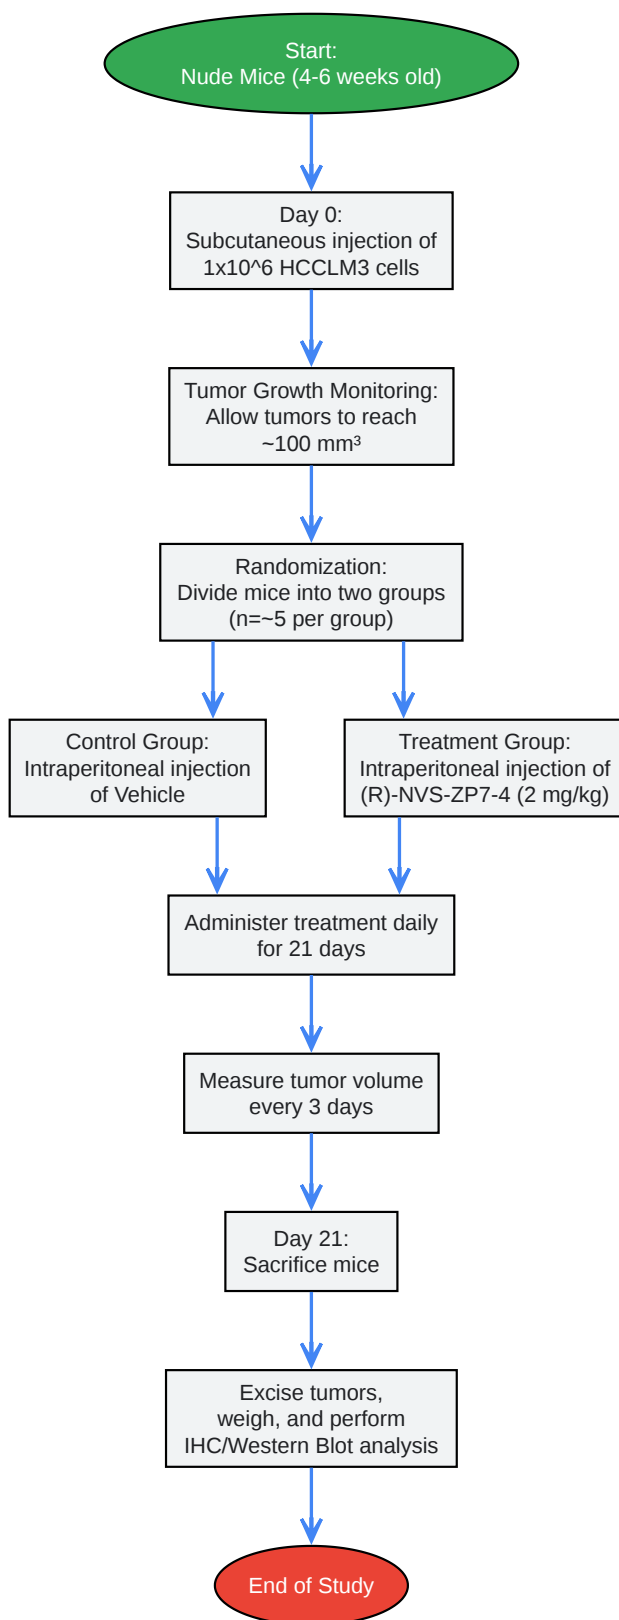 Start:
Nude Mice (4-6 weeks old)
Day 0:
Subcutaneous injection of
1x10^6 HCCLM3 cells
Tumor Growth Monitoring:
Allow tumors to reach
~100 mm³
Randomization:
Divide mice into two groups
(n=~5 per group)
Control Group:
Intraperitoneal injection
of Vehicle
Treatment Group:
Intraperitoneal injection of
(R)-NVS-ZP7-4 (2 mg/kg)
Administer treatment daily
for 21 days
Measure tumor volume
every 3 days
Day 21:
Sacrifice mice
Excise tumors,
weigh, and perform
IHC/Western Blot analysis
End of Study